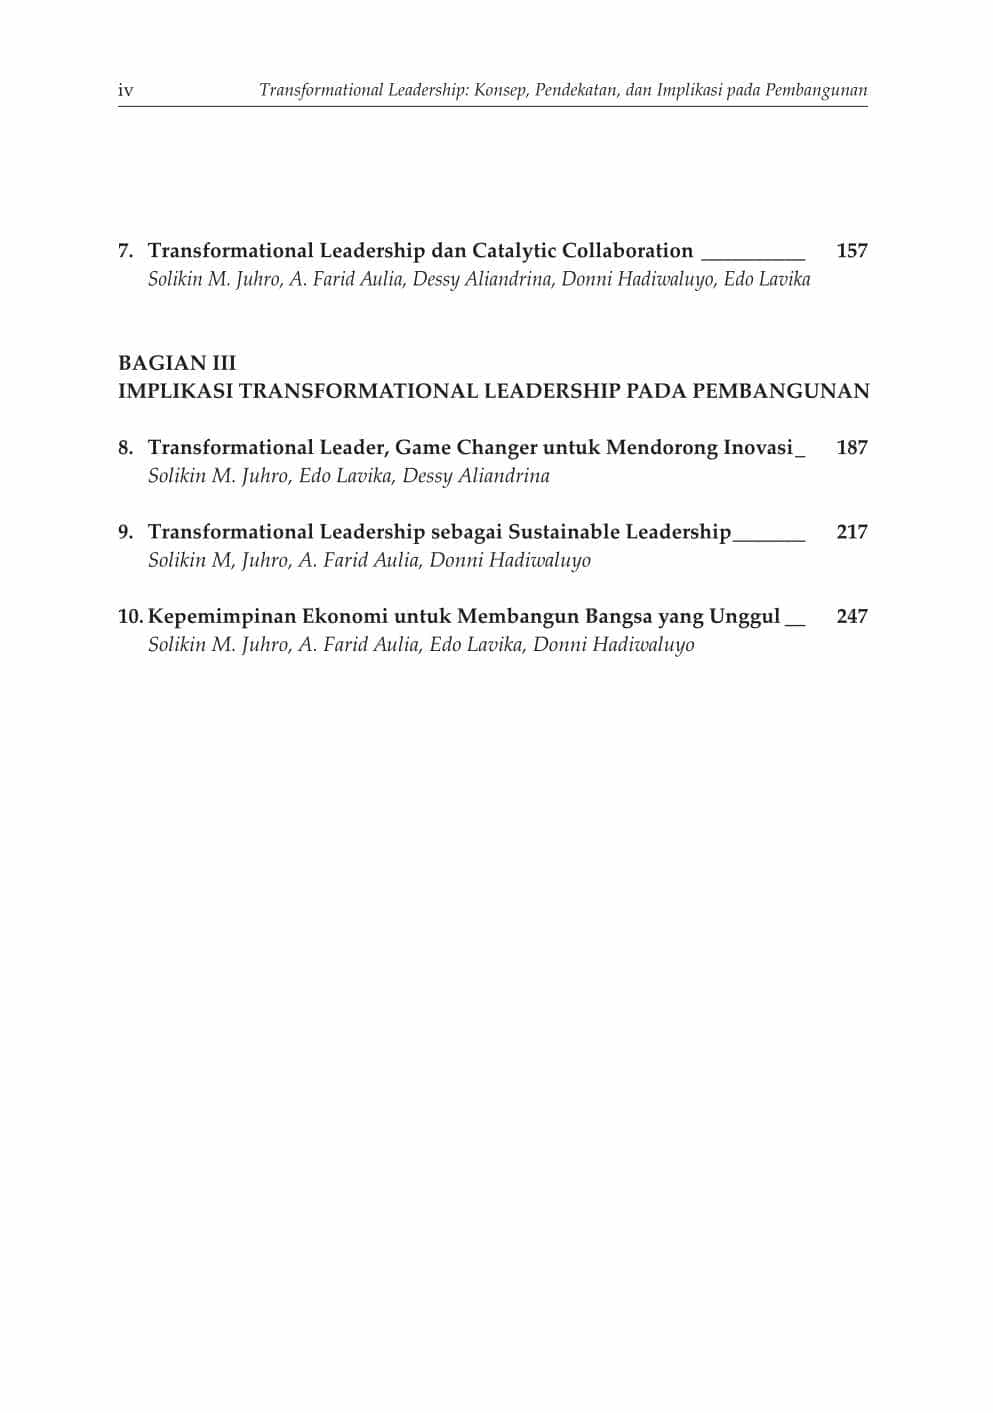 iv Transformational Leadership: Konsep, Pendekatan, dan Implikasi pada Pembangunan
7. Transformational Leadership dan Catalytic Collaboration __________ 157
Solikin M. Juhro, A. Farid Aulia, Dessy Aliandrina, Donni Hadiwaluyo, Edo Lavika
BAGIAN III
IMPLIKASI TRANSFORMATIONAL LEADERSHIP PADA PEMBANGUNAN
8. Transformational Leader, Game Changer untuk Mendorong Inovasi_ 187
Solikin M. Juhro, Edo Lavika, Dessy Aliandrina
9. Transformational Leadership sebagai Sustainable Leadership_______ 217
Solikin M, Juhro, A. Farid Aulia, Donni Hadiwaluyo
10. Kepemimpinan Ekonomi untuk Membangun Bangsa yang Unggul __ 247
Solikin M. Juhro, A. Farid Aulia, Edo Lavika, Donni Hadiwaluyo